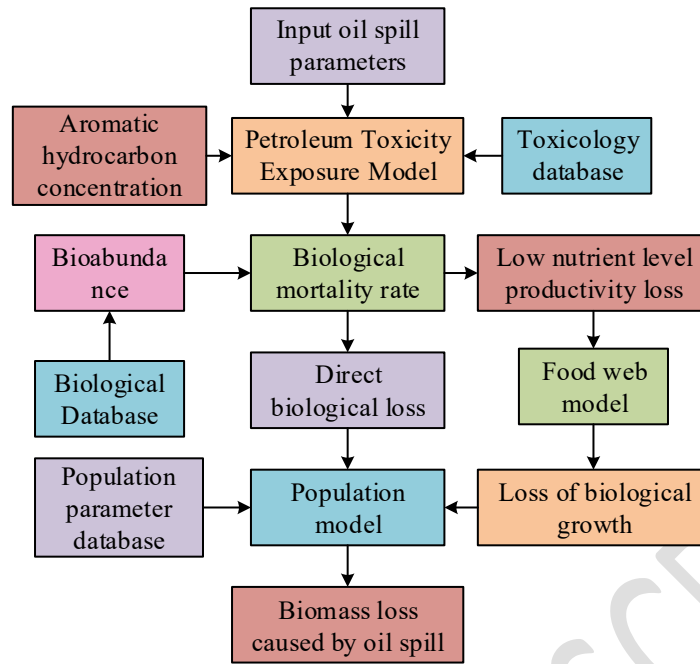 Input oil spill
parameters
Aromatic
hydrocarbon
concentration
Petroleum Toxicity
Exposure Model
Toxicology
database
Bioabunda
nce
Biological
mortality rate
Low nutrient level
productivity loss
Biological
Database
Direct
biological loss
Food web
model
Population
parameter
database
Population
model
Loss of biological
growth
Biomass loss
caused by oil spill